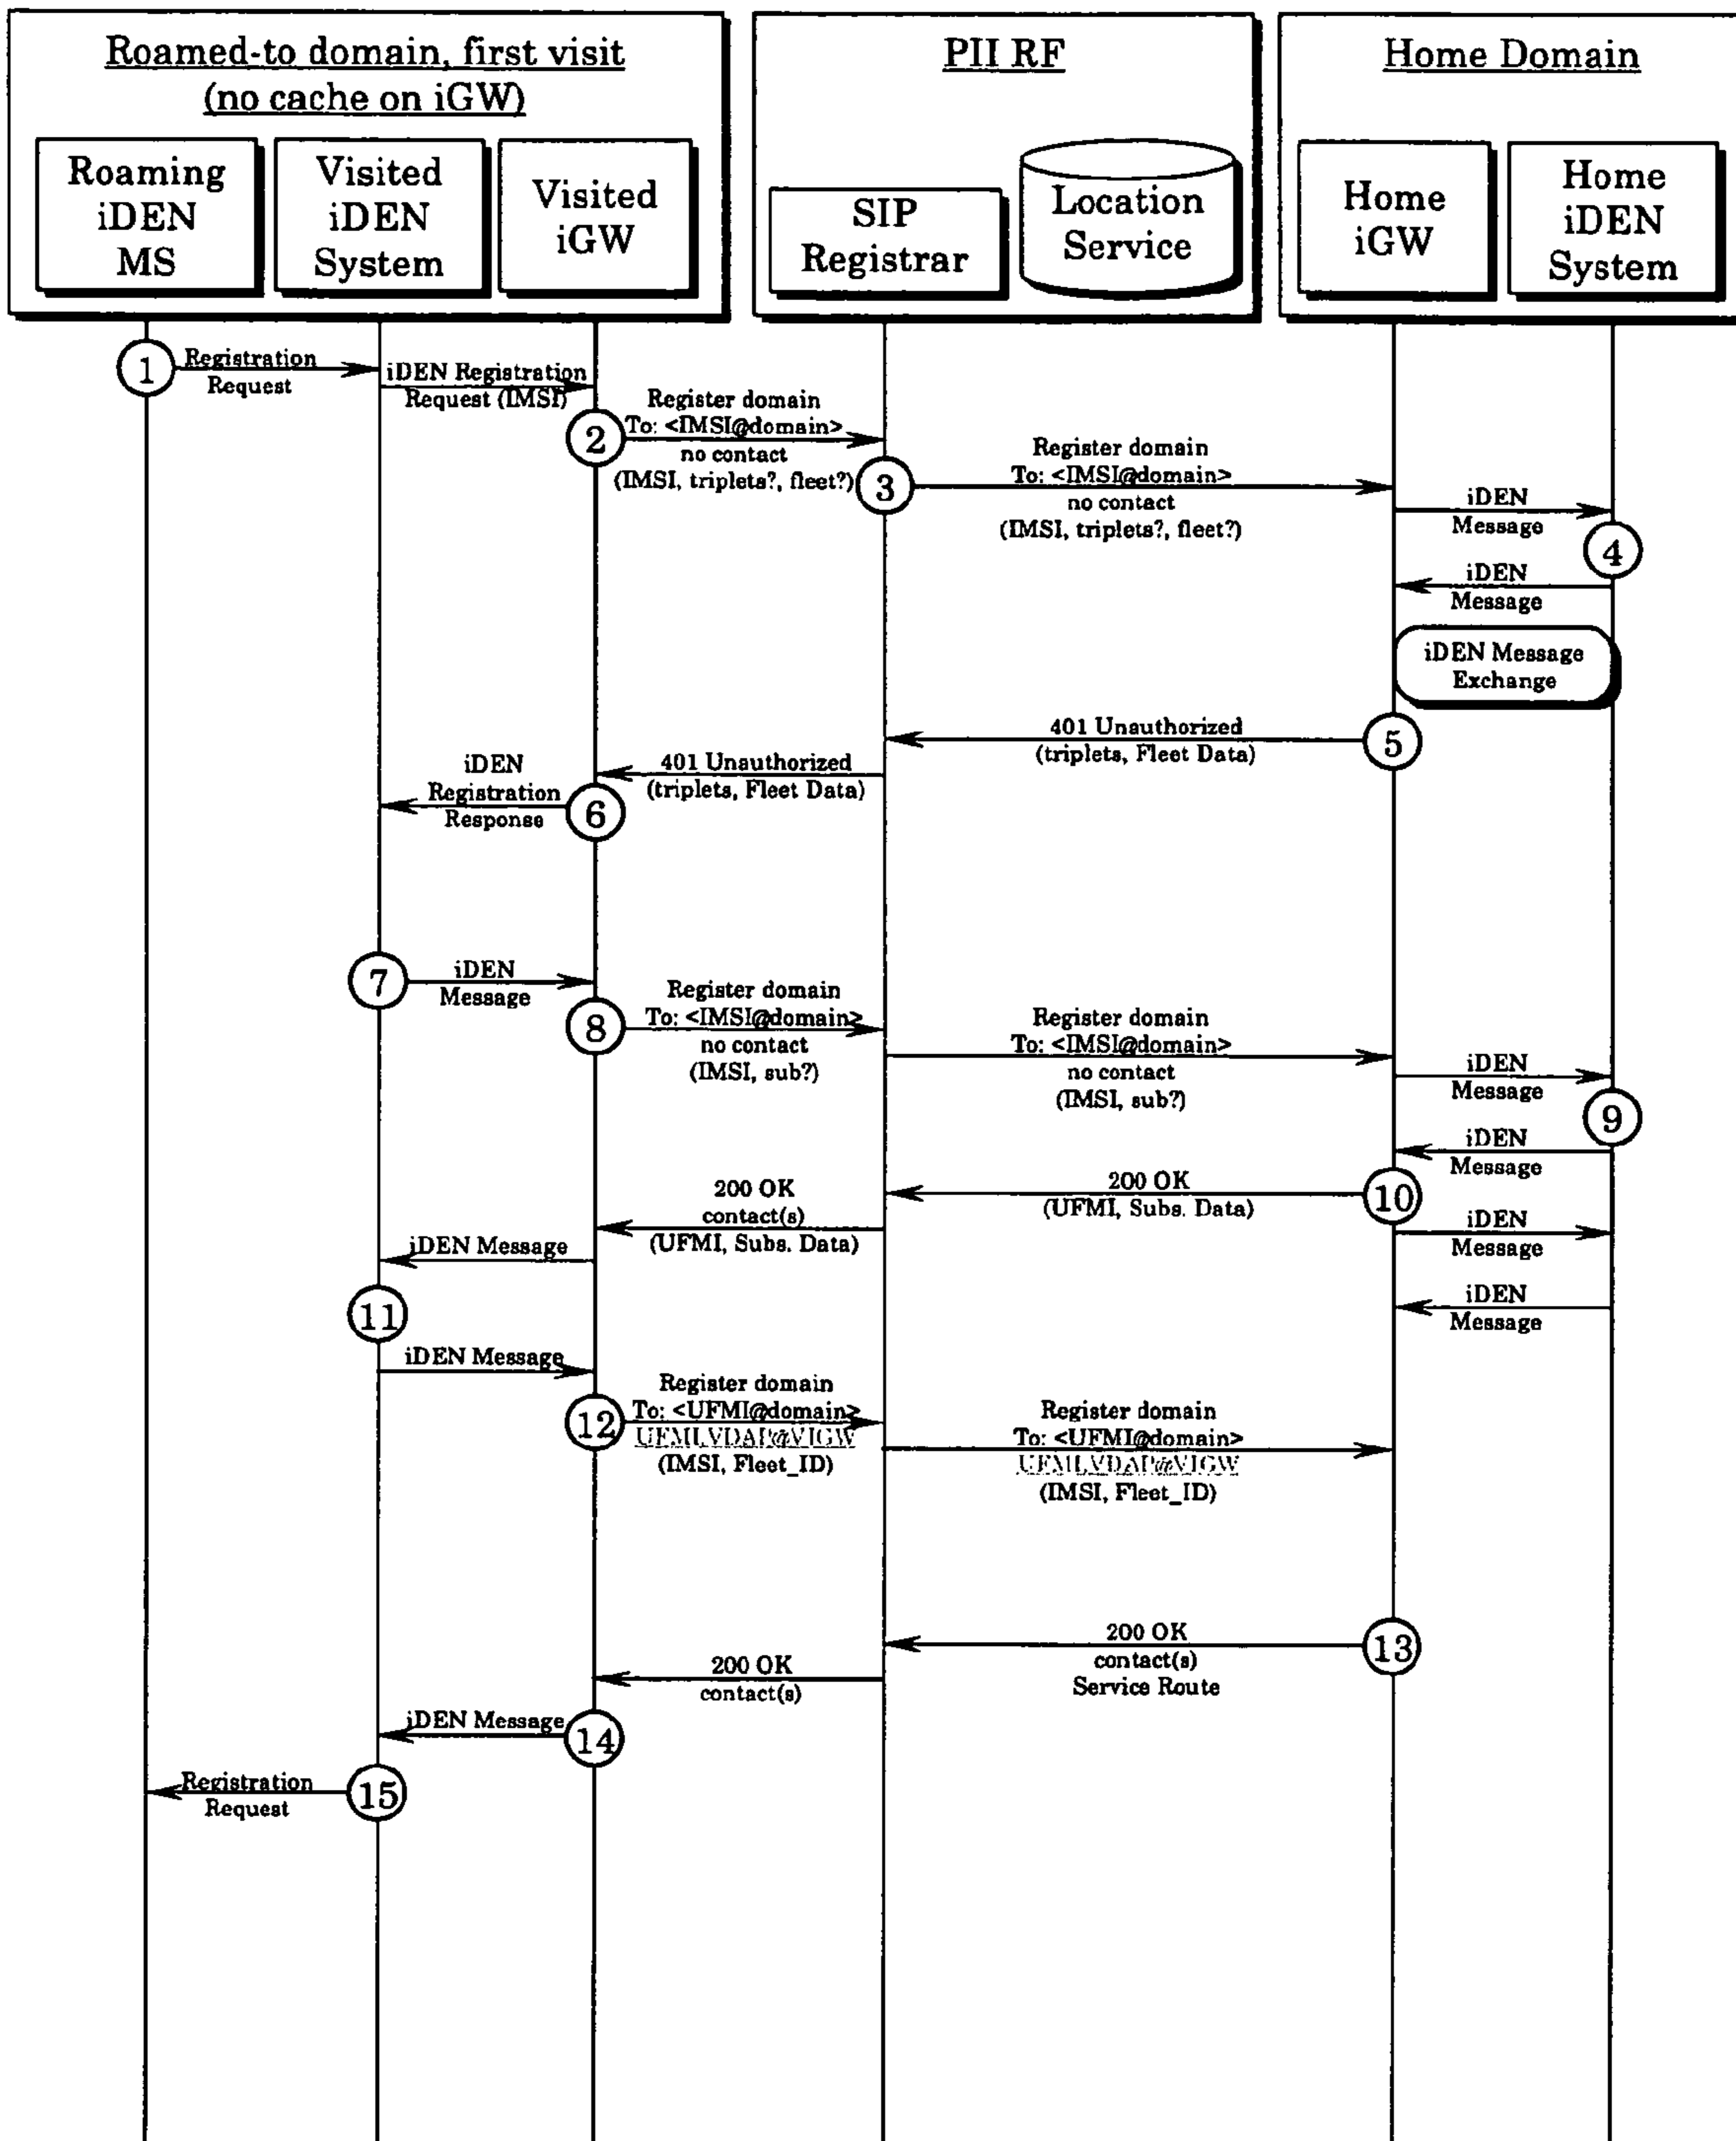 Roamed-to domain, first visit
(no cache on iGW)
PII RF
Home Domain
Roaming
iDEN
MS
Visited
iDEN
System
Visited
iGW
SIP
Registrar
Location
Service
Home
iGW
Home
iDEN
System
1
Registration
Request
iDEN Registration
Request (IMSI)
2
Register domain
To: <IMSI@domain>
no contact
(IMSI, triplets?, fleet?)
3
Register domain
To: <IMSI@domain>
no contact
(IMSI, triplets?, fleet?)
iDEN
Message
4
iDEN
Message
iDEN Message
Exchange
5
401 Unauthorized
(triplets, Fleet Data)
401 Unauthorized
(triplets, Fleet Data)
6
iDEN
Registration
Response
7
iDEN
Message
8
Register domain
To: <IMSI@domain>
no contact
(IMSI, sub?)
Register domain
To: <IMSI@domain>
no contact
(IMSI, sub?)
iDEN
Message
9
iDEN
Message
10
200 OK
(UFMI, Subs. Data)
200 OK
contact(s)
(UFMI, Subs. Data)
iDEN
Message
iDEN Message
11
iDEN
Message
iDEN Message
12
Register domain
To: <UFMI@domain>
(IMSI, Fleet_ID)
Register domain
To: <UFMI@domain>
(IMSI, Fleet_ID)
13
200 OK
contact(s)
Service Route
200 OK
contact(s)
14
iDEN Message
15
Registration
Request